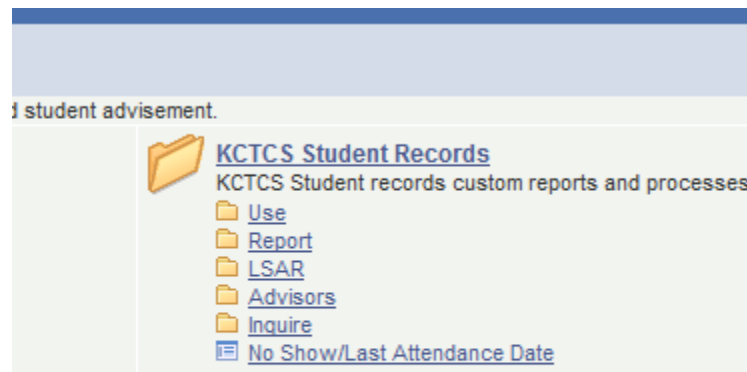 d student advisement.
KCTCS Student Records
KCTCS Student records custom reports and processes
Use
Report
LSAR
Advisors
Inquire
No Show/Last Attendance Date